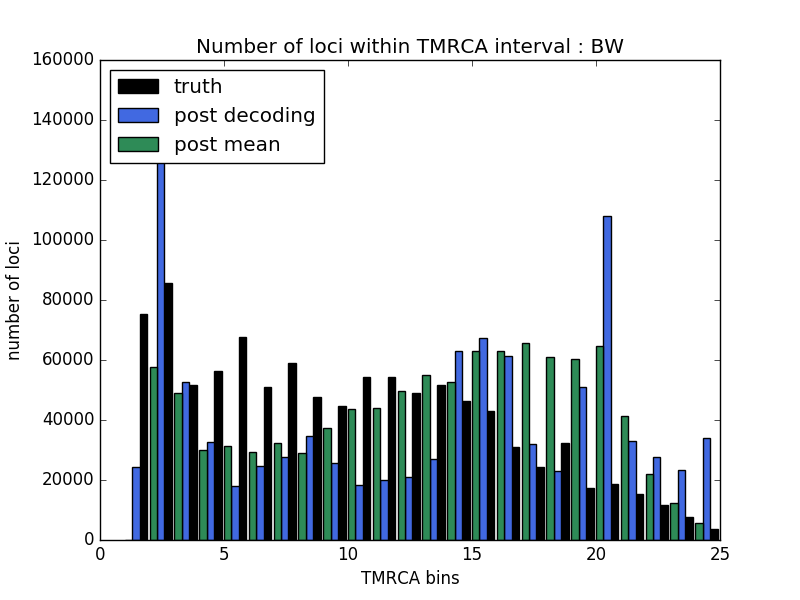 Number of loci within TMRCA interval : BW
160000
140000
120000
100000
80000
60000
40000
20000
0
number of loci
truth
post decoding
post mean
0 5 10 15 20 25
TMRCA bins